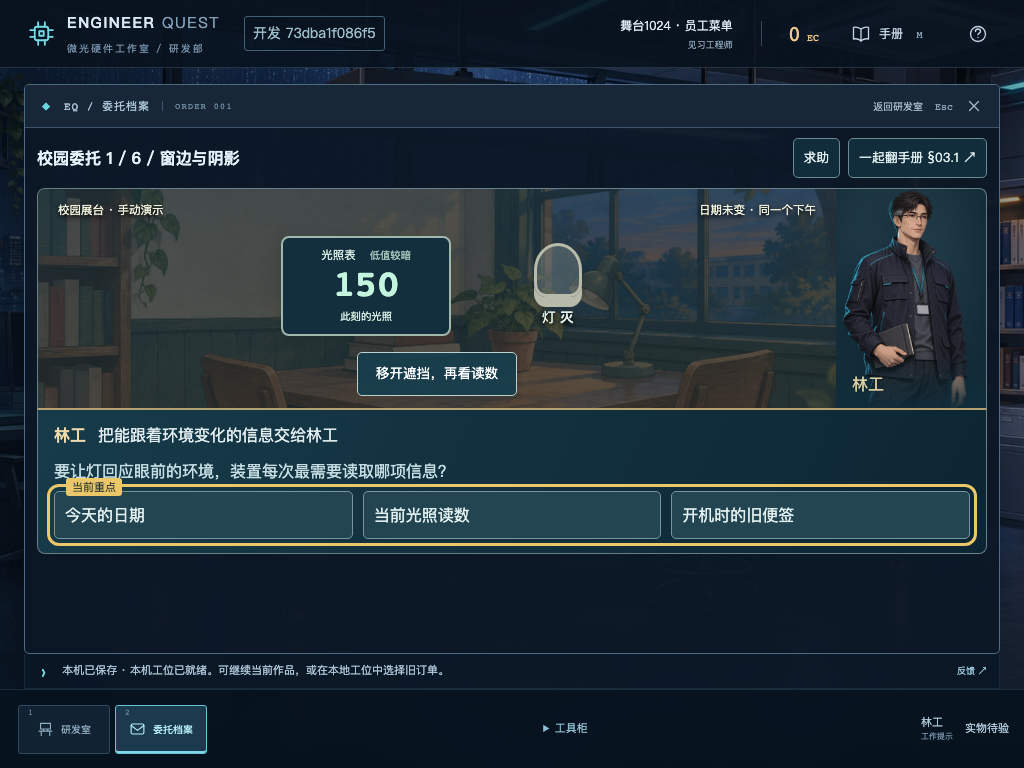 ENGINEER QUEST
微光硬件工作室 / 研发部
开发 73dba1f086f5
舞台1024 · 员工菜单
见习工程师
0 EC
手册 M
EQ / 委托档案
ORDER 001
返回研发室 Esc
校园委托 1 / 6 / 窗边与阴影
求助
一起翻手册 §03.1 ↗
校园展台 · 手动演示
日期未变 · 同一个下午
光照表 低值较暗
150
此刻的光照
灯 灭
移开遮挡，再看读数
林工
林工 把能跟着环境变化的信息交给林工
要让灯回应眼前的环境，装置每次最需要读取哪项信息？
当前重点
今天的日期
当前光照读数
开机时的旧便签
本机已保存 · 本机工位已就绪。可继续当前作品，或在本地工位中选择旧订单。
反馈 ↗
1
研发室
2
委托档案
工具柜
林工
工作提示
实物待验